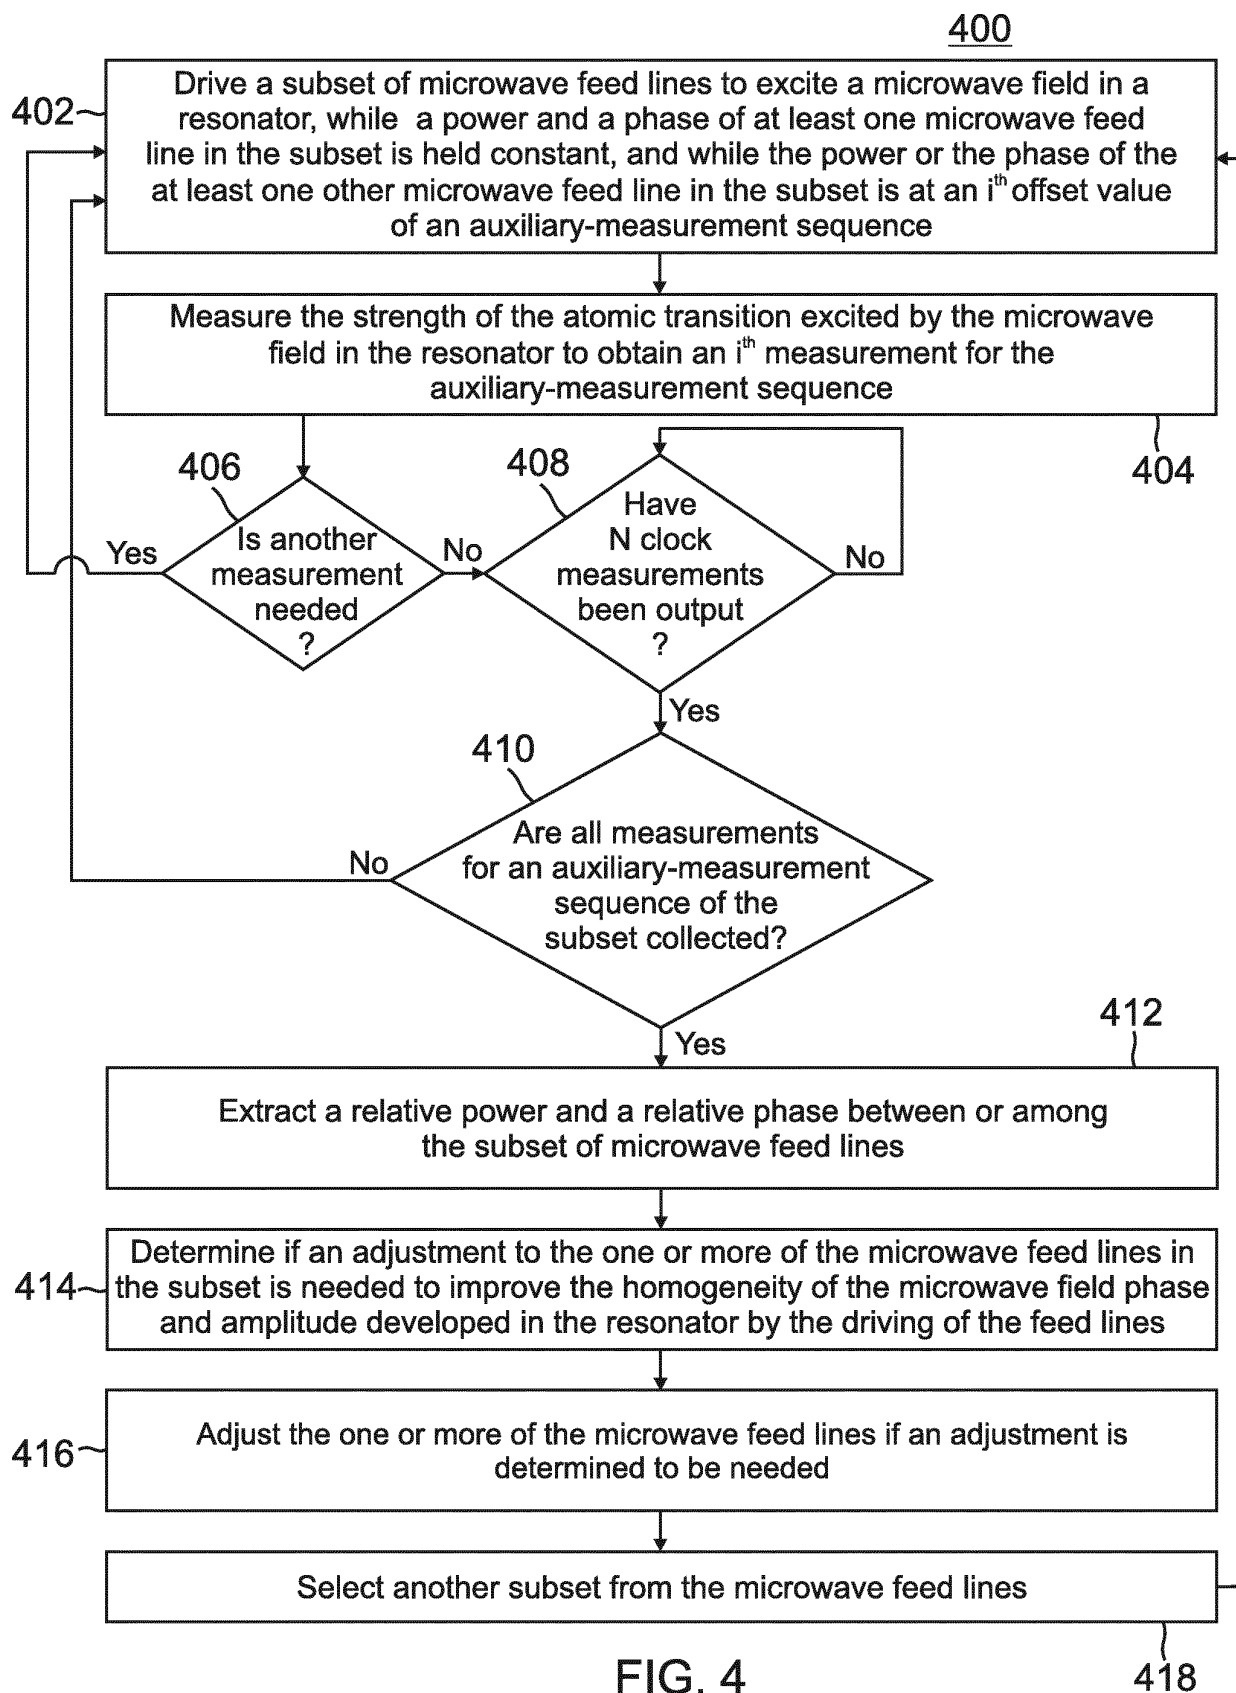 400
402
Drive a subset of microwave feed lines to excite a microwave field in a
resonator, while a power and a phase of at least one microwave feed
line in the subset is held constant, and while the power or the phase of the
at least one other microwave feed line in the subset is at an ith offset value
of an auxiliary-measurement sequence
Measure the strength of the atomic transition excited by the microwave
field in the resonator to obtain an ith measurement for the
auxiliary-measurement sequence
404
406
Is another
measurement
needed
?
Yes
No
408
Have
N clock
measurements
been output
?
No
Yes
410
Are all measurements
for an auxiliary-measurement
sequence of the
subset collected?
No
Yes
412
Extract a relative power and a relative phase between or among
the subset of microwave feed lines
414
Determine if an adjustment to the one or more of the microwave feed lines in
the subset is needed to improve the homogeneity of the microwave field phase
and amplitude developed in the resonator by the driving of the feed lines
416
Adjust the one or more of the microwave feed lines if an adjustment is
determined to be needed
Select another subset from the microwave feed lines
418
FIG. 4